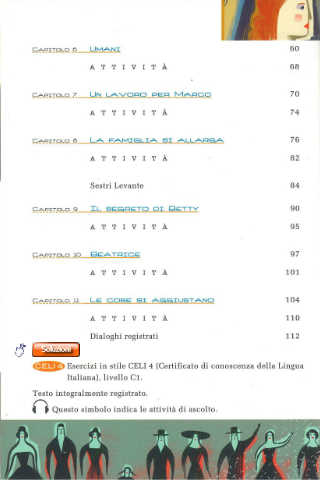 CAPITOLO 6 UMANI 60
ATTIVITÀ 68
CAPITOLO 7 UN LAVORO PER MARCO 70
ATTIVITÀ 74
CAPITOLO 8 LA FAMIGLIA SI ALLARGA 76
ATTIVITÀ 82
Sestri Levante 84
CAPITOLO 9 IL SEGRETO DI BETTY 90
ATTIVITÀ 95
CAPITOLO 10 BEATRICE 97
ATTIVITÀ 101
CAPITOLO 11 LE COSE SI AGGIUSTANO 104
ATTIVITÀ 110
Dialoghi registrati 112
Soluzioni
CELI 4 Esercizi in stile CELI 4 (Certificato di conoscenza della Lingua
Italiana), livello C1.
Testo integralmente registrato.
Questo simbolo indica le attività di ascolto.